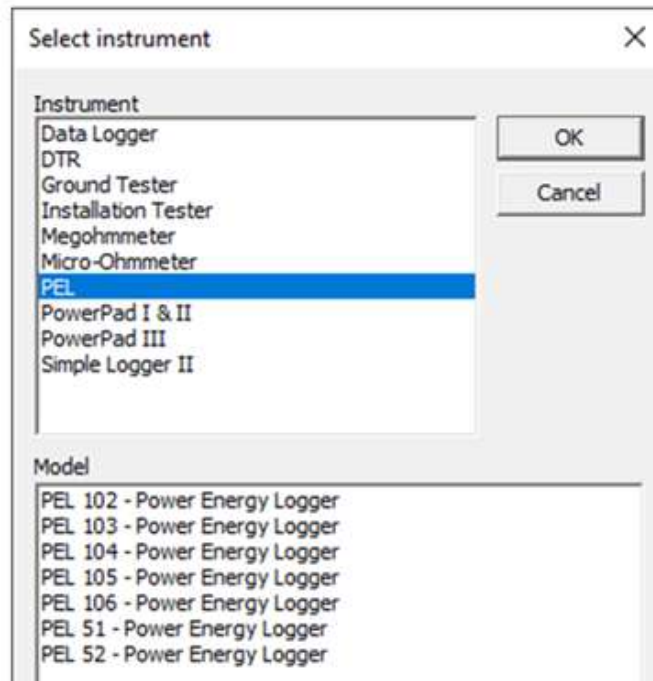 Select instrument
Instrument
Data Logger
DTR
Ground Tester
Installation Tester
Megohmmeter
Micro-Ohmmeter
PEL
PowerPad I & II
PowerPad III
Simple Logger II
OK
Cancel
Model
PEL 102 - Power Energy Logger
PEL 103 - Power Energy Logger
PEL 104 - Power Energy Logger
PEL 105 - Power Energy Logger
PEL 106 - Power Energy Logger
PEL 51 - Power Energy Logger
PEL 52 - Power Energy Logger